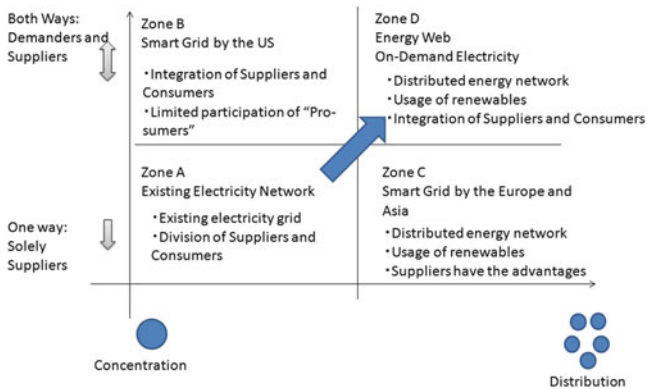 Both Ways:
Demanders and
Suppliers
Zone B
Smart Grid by the US
・Integration of Suppliers and
Consumers
・Limited participation of “Pro-
sumers”
Zone D
Energy Web
On-Demand Electricity
・Distributed energy network
・Usage of renewables
・Integration of Suppliers and Consumers
One way:
Solely
Suppliers
Zone A
Existing Electricity Network
・Existing electricity grid
・Division of Suppliers and
Consumers
Zone C
Smart Grid by the Europe and
Asia
・Distributed energy network
・Usage of renewables
・Suppliers have the advantages
Concentration
Distribution